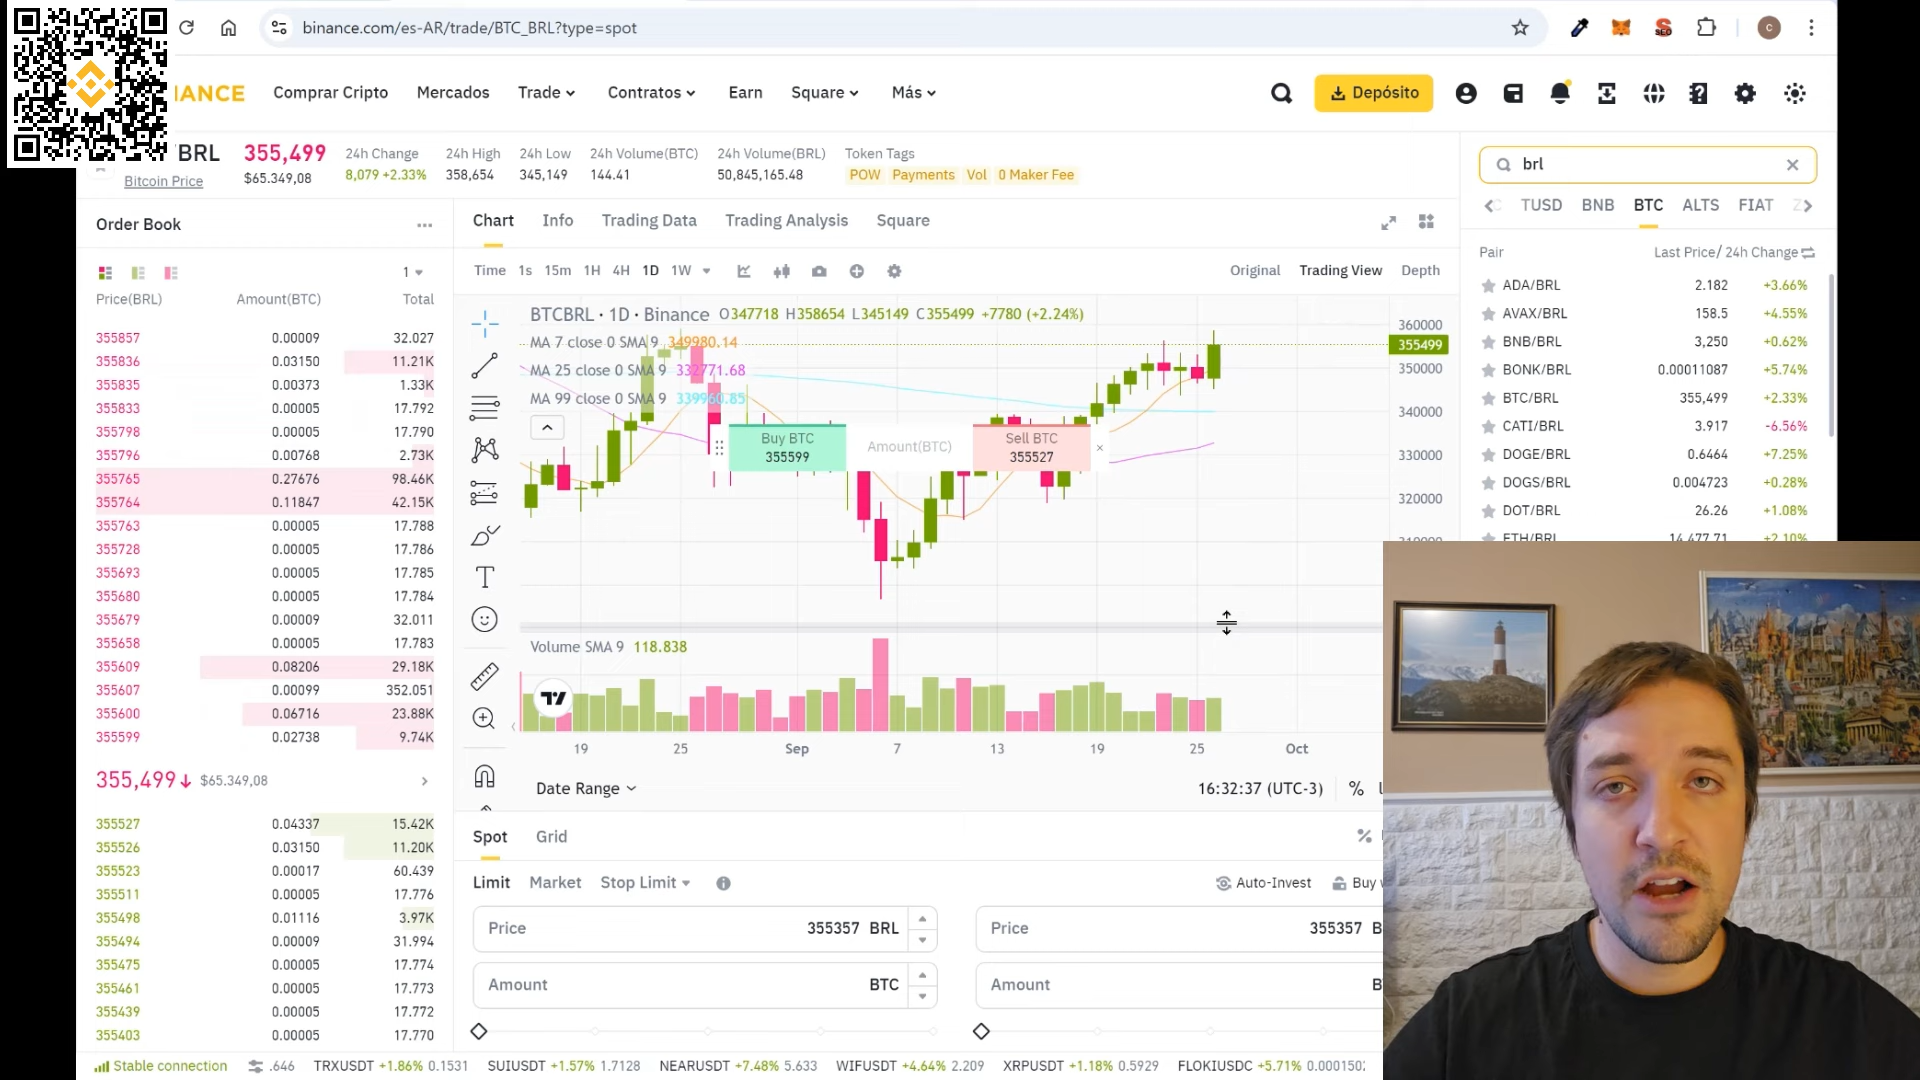 binance.com/es-AR/trade/BTC_BRL?type=spot
SEO
C
NANCE
Comprar Cripto
Mercados
Trade
Contratos
Earn
Square
Más
Depósito
/BRL
Bitcoin Price
355,499
$65.349,08
24h Change
8,079 +2.33%
24h High
358,654
24h Low
345,149
24h Volume(BTC)
144.41
24h Volume(BRL)
50,845,165.48
Token Tags
POW Payments Vol 0 Maker Fee
Order Book
1
Price(BRL) Amount(BTC) Total
355857 0.00009 32.027
355836 0.03150 11.21K
355835 0.00373 1.33K
355833 0.00005 17.792
355798 0.00005 17.790
355796 0.00768 2.73K
355765 0.27676 98.46K
355764 0.11847 42.15K
355763 0.00005 17.788
355728 0.00005 17.786
355693 0.00005 17.785
355680 0.00005 17.784
355679 0.00009 32.011
355658 0.00005 17.783
355609 0.08206 29.18K
355607 0.00099 352.051
355600 0.06716 23.88K
355599 0.02738 9.74K
355,499↓ $65.349,08
355527 0.04337 15.42K
355526 0.03150 11.20K
355523 0.00017 60.439
355511 0.00005 17.776
355498 0.01116 3.97K
355494 0.00009 31.994
355475 0.00005 17.774
355461 0.00005 17.773
355439 0.00005 17.772
355403 0.00005 17.770
Chart Info Trading Data Trading Analysis Square
Time 1s 15m 1H 4H 1D 1W
Original Trading View Depth
BTCBRL · 1D · Binance O347718 H358654 L345149 C355499 +7780 (+2.24%)
MA 7 close 0 SMA 9 349980.14
MA 25 close 0 SMA 9 332771.68
MA 99 close 0 SMA 9 339960.85
Buy BTC
355599
Amount(BTC)
Sell BTC
355527
360000
355499
350000
340000
330000
320000
310000
Volume SMA 9 118.838
19 25 Sep 7 13 19 25 Oct
Date Range
16:32:37 (UTC-3) %
Spot Grid
Limit Market Stop Limit
Auto-Invest
Buy
Price 355357 BRL
Price 355357 B
Amount BTC
Amount B
brl
TUSD BNB BTC ALTS FIAT
Pair Last Price/ 24h Change
ADA/BRL 2.182 +3.66%
AVAX/BRL 158.5 +4.55%
BNB/BRL 3,250 +0.62%
BONK/BRL 0.00011087 +5.74%
BTC/BRL 355,499 +2.33%
CATI/BRL 3.917 -6.56%
DOGE/BRL 0.6464 +7.25%
DOGS/BRL 0.004723 +0.28%
DOT/BRL 26.26 +1.08%
ETH/BRL 14,477.71 +2.10%
Stable connection
.646 TRXUSDT +1.86% 0.1531 SUIUSDT +1.57% 1.7128 NEARUSDT +7.48% 5.633 WIFUSDT +4.64% 2.209 XRPUSDT +1.18% 0.5929 FLOKIUSDC +5.71% 0.000150